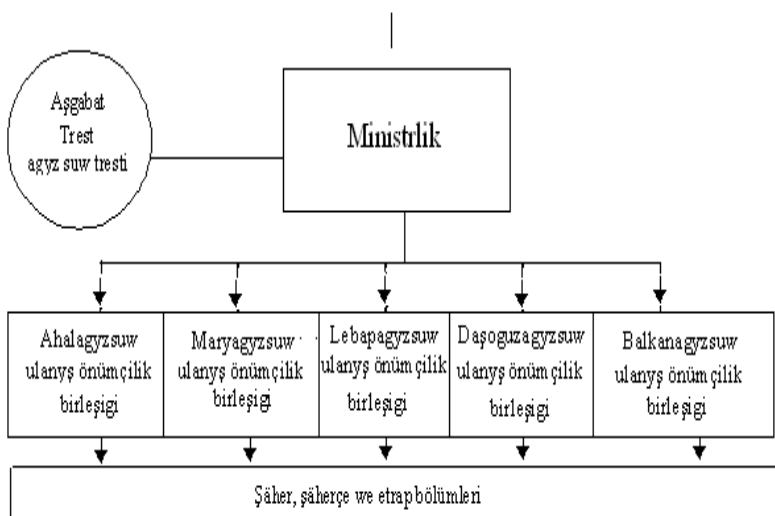 Aşgabat
Trest
agyz suw tresti
Ministrlik
Ahalagyzsuw
ulanyş önümçilik
birleşigi
Maryagyzsuw
ulanyş önümçilik
birleşigi
Lebapagyzsuw
ulanyş önümçilik
birleşigi
Daşoguzagyzsuw
ulanyş önümçilik
birleşigi
Balkanagyzsuw
ulanyş önümçilik
birleşigi
Şäher, şäherçe we etrap bölümleri